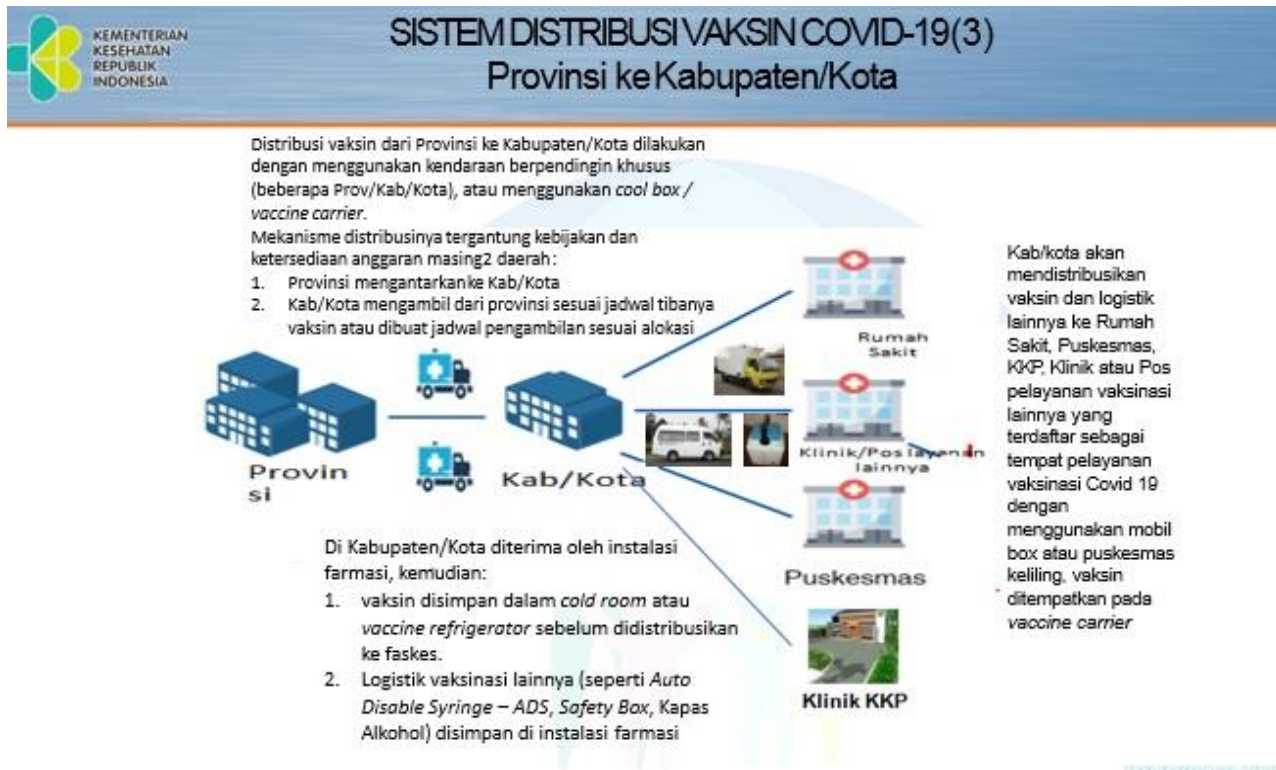 KEMENTERIAN
KESEHATAN
REPUBLIK
INDONESIA
SISTEM DISTRIBUSI VAKSIN COVID-19(3)
Provinsi ke Kabupaten/Kota
Distribusi vaksin dari Provinsi ke Kabupaten/Kota dilakukan
dengan menggunakan kendaraan berpendingin khusus
(beberapa Prov/Kab/Kota), atau menggunakan cool box /
vaccine carrier.
Mekanisme distribusinya tergantung kebijakan dan
ketersediaan anggaran masing2 daerah:
1. Provinsi mengantarkan ke Kab/Kota
2. Kab/Kota mengambil dari provinsi sesuai jadwal tibanya
vaksin atau dibuat jadwal pengambilan sesuai alokasi
Provin
si
Kab/Kota
Rumah
Sakit
Klinik/Pos layanan
lainnya
Puskesmas
Klinik KKP
Di Kabupaten/Kota diterima oleh instalasi
farmasi, kemudian:
1. vaksin disimpan dalam cold room atau
vaccine refrigerator sebelum didistribusikan
ke faskes.
2. Logistik vaksinasi lainnya (seperti Auto
Disable Syringe – ADS, Safety Box, Kapas
Alkohol) disimpan di instalasi farmasi
Kab/kota akan
mendistribusikan
vaksin dan logistik
lainnya ke Rumah
Sakit, Puskesmas,
KKP, Klinik atau Pos
pelayanan vaksinasi
lainnya yang
terdaftar sebagai
tempat pelayanan
vaksinasi Covid 19
dengan
menggunakan mobil
box atau puskesmas
keliling, vaksin
ditempatkan pada
vaccine carrier